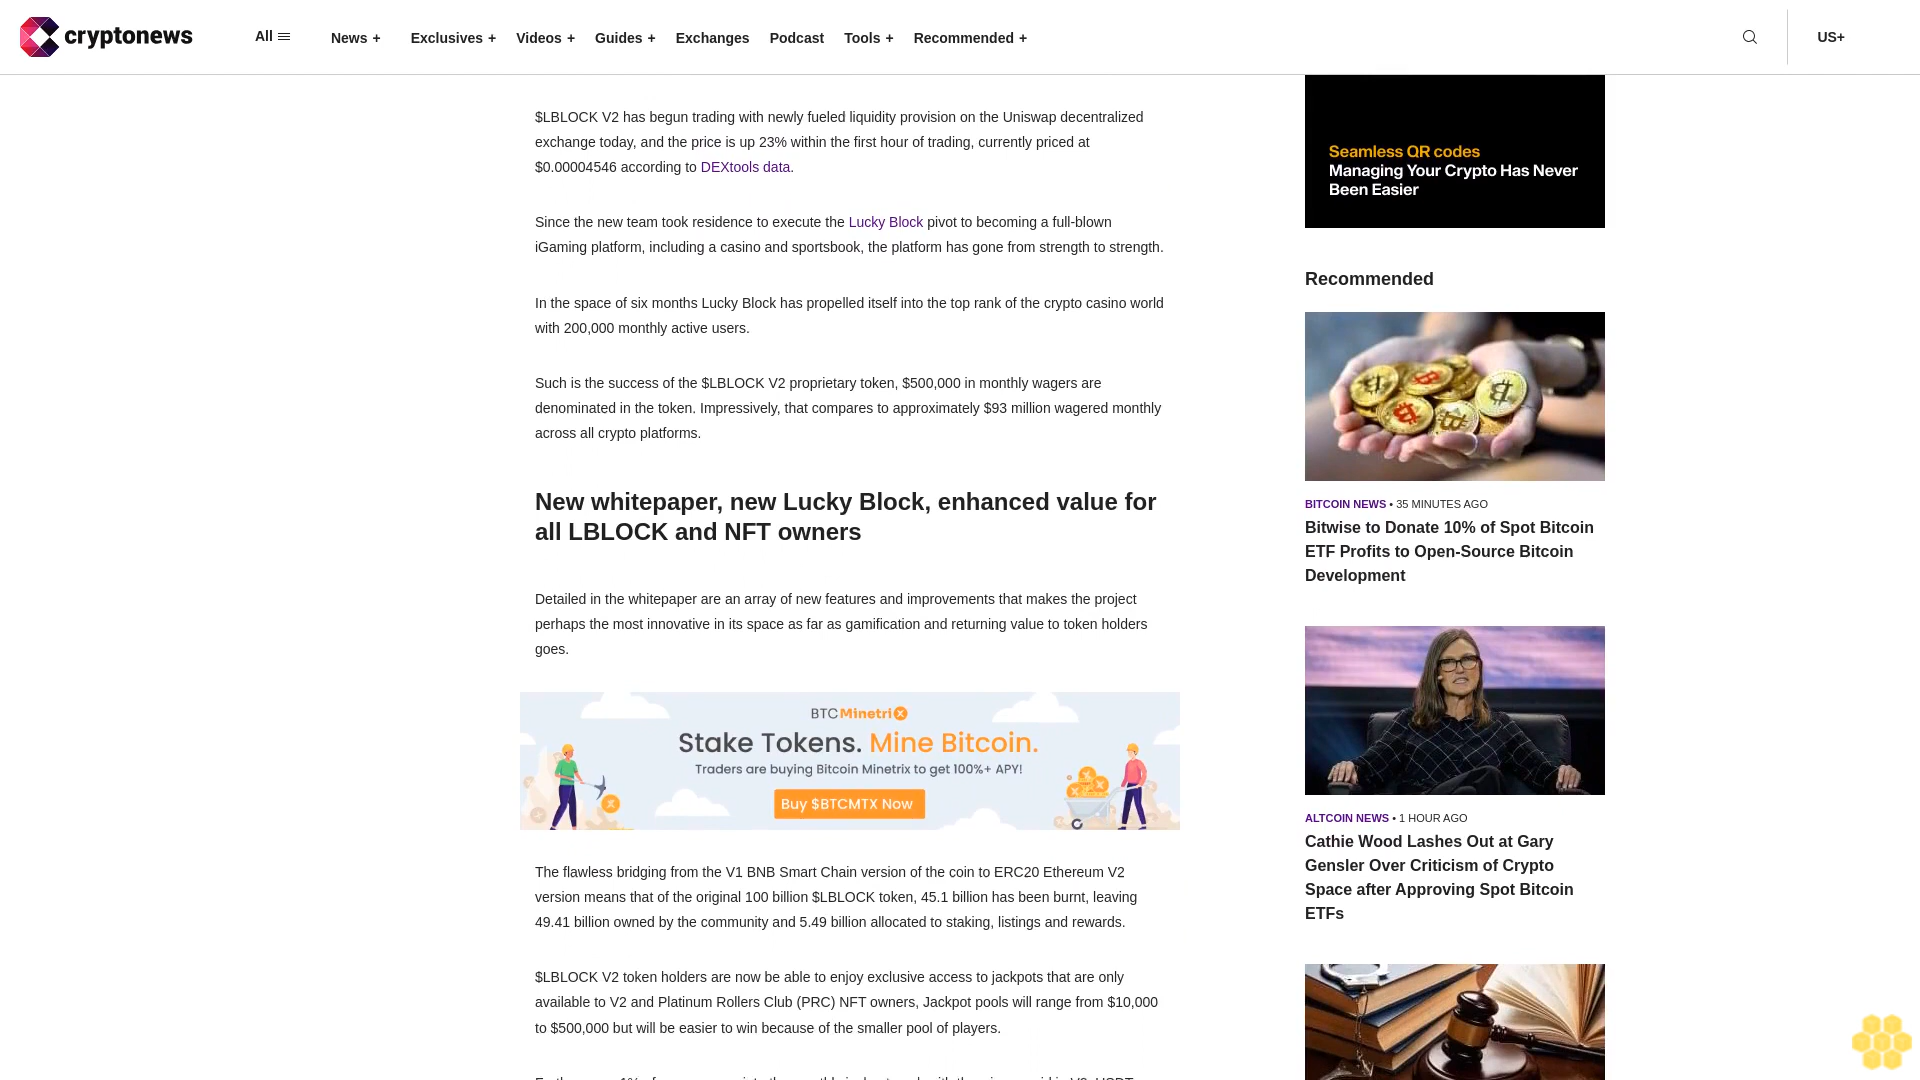 cryptonews
All
News +
Exclusives +
Videos +
Guides +
Exchanges
Podcast
Tools +
Recommended +
US+
$LBLOCK V2 has begun trading with newly fueled liquidity provision on the Uniswap decentralized
exchange today, and the price is up 23% within the first hour of trading, currently priced at
$0.00004546 according to DEXtools data.
Since the new team took residence to execute the Lucky Block pivot to becoming a full-blown
iGaming platform, including a casino and sportsbook, the platform has gone from strength to strength.
In the space of six months Lucky Block has propelled itself into the top rank of the crypto casino world
with 200,000 monthly active users.
Such is the success of the $LBLOCK V2 proprietary token, $500,000 in monthly wagers are
denominated in the token. Impressively, that compares to approximately $93 million wagered monthly
across all crypto platforms.
New whitepaper, new Lucky Block, enhanced value for
all LBLOCK and NFT owners
Detailed in the whitepaper are an array of new features and improvements that makes the project
perhaps the most innovative in its space as far as gamification and returning value to token holders
goes.
BTC Minetrix
Stake Tokens. Mine Bitcoin.
Traders are buying Bitcoin Minetrix to get 100%+ APY!
Buy $BTCMTX Now
The flawless bridging from the V1 BNB Smart Chain version of the coin to ERC20 Ethereum V2
version means that of the original 100 billion $LBLOCK token, 45.1 billion has been burnt, leaving
49.41 billion owned by the community and 5.49 billion allocated to staking, listings and rewards.
$LBLOCK V2 token holders are now be able to enjoy exclusive access to jackpots that are only
available to V2 and Platinum Rollers Club (PRC) NFT owners, Jackpot pools will range from $10,000
to $500,000 but will be easier to win because of the smaller pool of players.
Seamless QR codes
Managing Your Crypto Has Never
Been Easier
Recommended
BITCOIN NEWS • 35 MINUTES AGO
Bitwise to Donate 10% of Spot Bitcoin
ETF Profits to Open-Source Bitcoin
Development
ALTCOIN NEWS • 1 HOUR AGO
Cathie Wood Lashes Out at Gary
Gensler Over Criticism of Crypto
Space after Approving Spot Bitcoin
ETFs